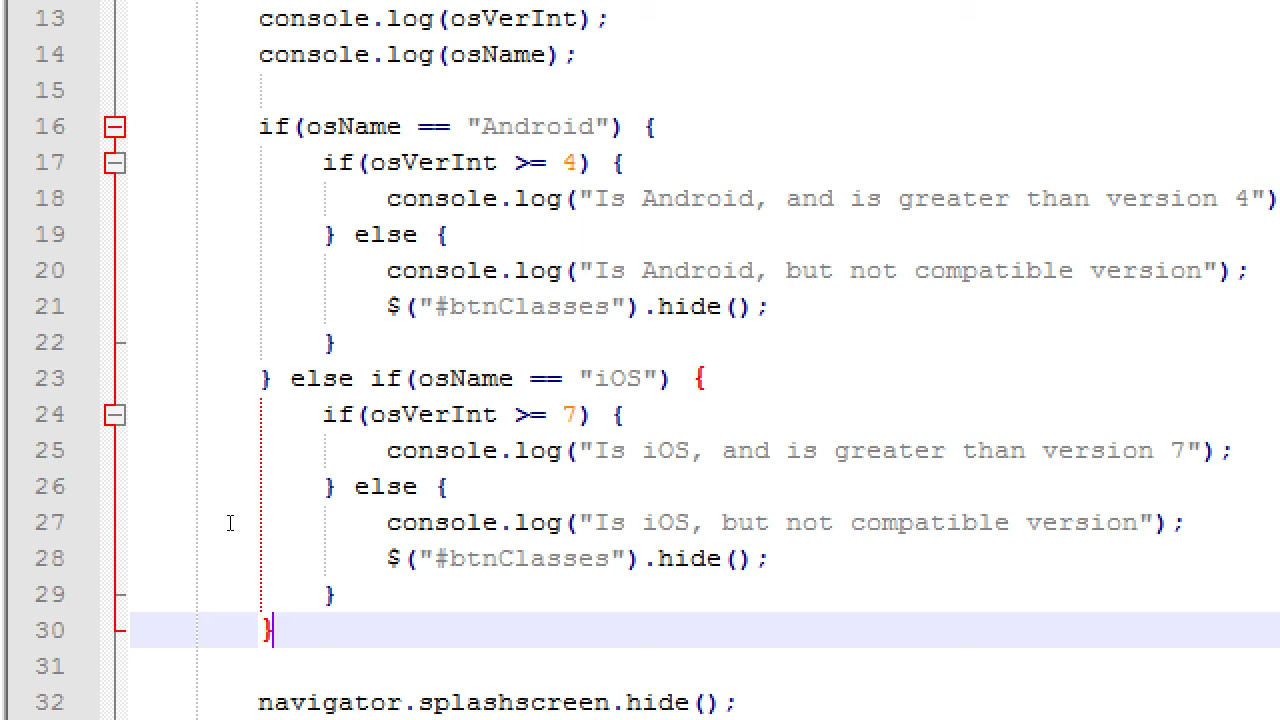 13 console.log(osVerInt);
14 console.log(osName);
15
16 if(osName == "Android") {
17 if(osVerInt >= 4) {
18 console.log("Is Android, and is greater than version 4")
19 } else {
20 console.log("Is Android, but not compatible version");
21 $("#btnClasses").hide();
22 }
23 } else if(osName == "iOS") {
24 if(osVerInt >= 7) {
25 console.log("Is iOS, and is greater than version 7");
26 } else {
27 console.log("Is iOS, but not compatible version");
28 $("#btnClasses").hide();
29 }
30 }
31
32 navigator.splashscreen.hide();